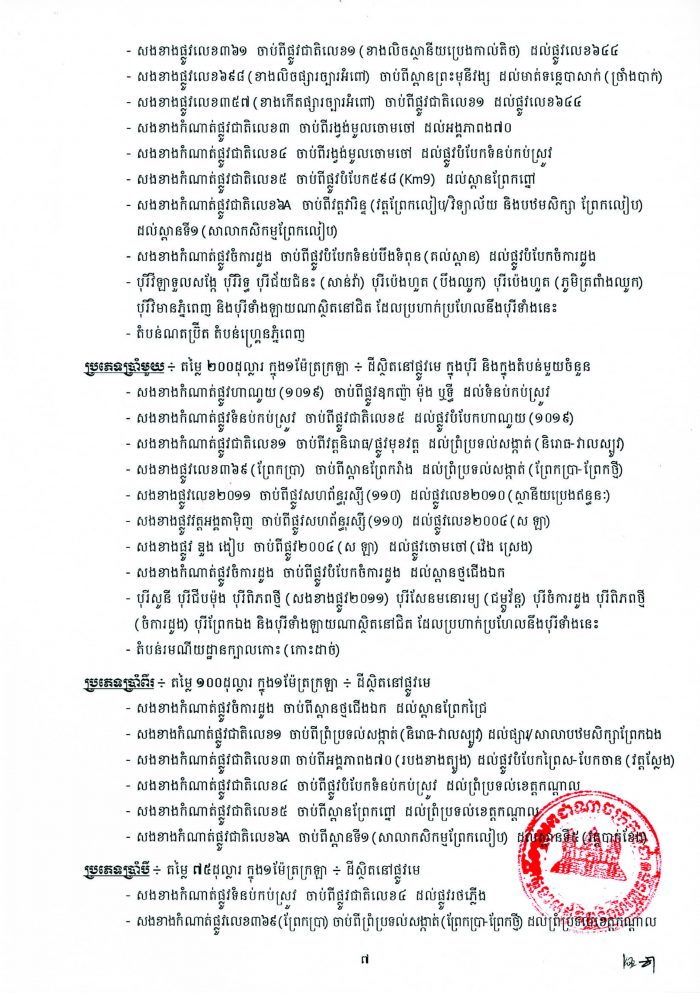 - សងខាងផ្លូវលេខ៣៦១ ចាប់ពីផ្លូវជាតិលេខ១ (ខាងលិចស្ថានីយប្រេងកាល់តិច) ដល់ផ្លូវលេខ៦៤៤
- សងខាងផ្លូវលេខ៦៩៨ (ខាងលិចផ្សារច្បារអំពៅ) ចាប់ពីស្ពានព្រះមុនីវង្ស ដល់មាត់ទន្លេបាសាក់ (ច្រាំងបាក់)
- សងខាងផ្លូវលេខ៣៥៧ (ខាងកើតផ្សារច្បារអំពៅ) ចាប់ពីផ្លូវជាតិលេខ១ ដល់ផ្លូវលេខ៦៤៤
- សងខាងកំណាត់ផ្លូវជាតិលេខ៣ ចាប់ពីរង្វង់មូលចោមចៅ ដល់អង្គភាព៧០
- សងខាងកំណាត់ផ្លូវជាតិលេខ៤ ចាប់ពីរង្វង់មូលចោមចៅ ដល់ផ្លូវបំបែកទំនប់កប់ស្រូវ
- សងខាងកំណាត់ផ្លូវជាតិលេខ៥ ចាប់ពីផ្លូវបំបែក៥៩៨ (Km9) ដល់ស្ពានព្រែកព្នៅ
- សងខាងកំណាត់ផ្លូវជាតិលេខ៦A ចាប់ពីវត្តវារិន្ទ (វត្តព្រែកលៀប/វិទ្យាល័យ និងបឋមសិក្សា ព្រែកលៀប)
ដល់ស្ពានទី១ (សាលាកសិកម្មព្រែកលៀប)
- សងខាងកំណាត់ផ្លូវចំការដូង ចាប់ពីផ្លូវបំបែកទំនប់បឹងទំពុន (គល់ស្ពាន) ដល់ផ្លូវបំបែកចំការដូង
- បុរីវីឡាទួលសង្កែ បុរីរិទ្ធ បុរីជ័យជំនះ (សាន់វ៉ា) បុរីប៉េងហួត (បឹងឈូក) បុរីប៉េងហួត (ភូមិត្រពាំងឈូក)
បុរីវិមានភ្នំពេញ និងបុរីទាំងឡាយណាស្ថិតនៅជិត ដែលប្រហាក់ប្រហែលនឹងបុរីទាំងនេះ
- តំបន់ណតប្រ៊ីត តំបន់ហ្គ្រេនភ្នំពេញ
ប្រភេទប្រាំមួយ ÷ តម្លៃ ២០០ដុល្លារ ក្នុង១ម៉ែត្រក្រឡា ÷ ដីស្ថិតនៅផ្លូវមេ ក្នុងបុរី និងក្នុងតំបន់មួយចំនួន
- សងខាងកំណាត់ផ្លូវហាណូយ (១០១៩) ចាប់ពីផ្លូវឧកញ៉ា ម៉ុង ឬទ្ធី ដល់ទំនប់កប់ស្រូវ
- សងខាងកំណាត់ផ្លូវទំនប់កប់ស្រូវ ចាប់ពីផ្លូវជាតិលេខ៥ ដល់ផ្លូវបំបែកហាណូយ (១០១៩)
- សងខាងកំណាត់ផ្លូវជាតិលេខ១ ចាប់ពីវត្តនិរោធ/ផ្លូវមុខវត្ត ដល់ព្រំប្រទល់សង្កាត់ (និរោធ-វាលស្បូវ)
- សងខាងផ្លូវលេខ៣៦៩ (ព្រែកប្រា) ចាប់ពីស្ពានព្រែករាំង ដល់ព្រំប្រទល់សង្កាត់ (ព្រែកប្រា-ព្រែកថ្មី)
- សងខាងផ្លូវលេខ២០១១ ចាប់ពីផ្លូវសហព័ន្ធរុស្ស៊ី (១១០) ដល់ផ្លូវលេខ២០១០ (ស្ថានីយប្រេងឥន្ធនៈ)
- សងខាងផ្លូវវត្តអង្គតាម៉ិញ ចាប់ពីផ្លូវសហព័ន្ធរុស្ស៊ី (១១០) ដល់ផ្លូវលេខ២០០៤ (ស ឡា)
- សងខាងផ្លូវ ឌួង ងៀប ចាប់ពីផ្លូវ២០០៤ (ស ឡា) ដល់ផ្លូវចោមចៅ (វ៉េង ស្រេង)
- សងខាងកំណាត់ផ្លូវចំការដូង ចាប់ពីផ្លូវបំបែកចំការដូង ដល់ស្ពានថ្មជើងឯក
- បុរីសូនី បុរីជីបម៉ុង បុរីពិភពថ្មី (សងខាងផ្លូវ២០១១) បុរីសែនមនោរម្យ (ជម្ពូវ័ន្ត) បុរីចំការដូង បុរីពិភពថ្មី
(ចំការដូង) បុរីព្រែកឯង និងបុរីទាំងឡាយណាស្ថិតនៅជិត ដែលប្រហាក់ប្រហែលនឹងបុរីទាំងនេះ
- តំបន់រមណីយដ្ឋានក្បាលកោះ (កោះដាច់)
ប្រភេទប្រាំពីរ ÷ តម្លៃ ១០០ដុល្លារ ក្នុង១ម៉ែត្រក្រឡា ÷ ដីស្ថិតនៅផ្លូវមេ
- សងខាងកំណាត់ផ្លូវចំការដូង ចាប់ពីស្ពានថ្មជើងឯក ដល់ស្ពានព្រែកជ្រៃ
- សងខាងកំណាត់ផ្លូវជាតិលេខ១ ចាប់ពីព្រំប្រទល់សង្កាត់ (និរោធ-វាលស្បូវ) ដល់ផ្សារ/សាលាបឋមសិក្សាព្រែកឯង
- សងខាងកំណាត់ផ្លូវជាតិលេខ៣ ចាប់ពីអង្គភាព៧០ (របងខាងត្បូង) ដល់ផ្លូវបំបែកព្រៃស-បែកចាន (វត្តស្លែង)
- សងខាងកំណាត់ផ្លូវជាតិលេខ៤ ចាប់ពីផ្លូវបំបែកទំនប់កប់ស្រូវ ដល់ព្រំប្រទល់ខេត្តកណ្តាល
- សងខាងកំណាត់ផ្លូវជាតិលេខ៥ ចាប់ពីស្ពានព្រែកព្នៅ ដល់ព្រំប្រទល់ខេត្តកណ្តាល
- សងខាងកំណាត់ផ្លូវជាតិលេខ៦A ចាប់ពីស្ពានទី១ (សាលាកសិកម្មព្រែកលៀប) ដល់ស្ពានទី៥ (វត្តបាក់ខែង)
ប្រភេទប្រាំបី ÷ តម្លៃ ៧៥ដុល្លារ ក្នុង១ម៉ែត្រក្រឡា ÷ ដីស្ថិតនៅផ្លូវមេ
- សងខាងកំណាត់ផ្លូវទំនប់កប់ស្រូវ ចាប់ពីផ្លូវជាតិលេខ៤ ដល់ផ្លូវរថភ្លើង
- សងខាងកំណាត់ផ្លូវលេខ៣៦៩ (ព្រែកប្រា) ចាប់ពីព្រំប្រទល់សង្កាត់ (ព្រែកប្រា-ព្រែកថ្មី) ដល់ព្រំប្រទល់ខេត្តកណ្តាល
៧